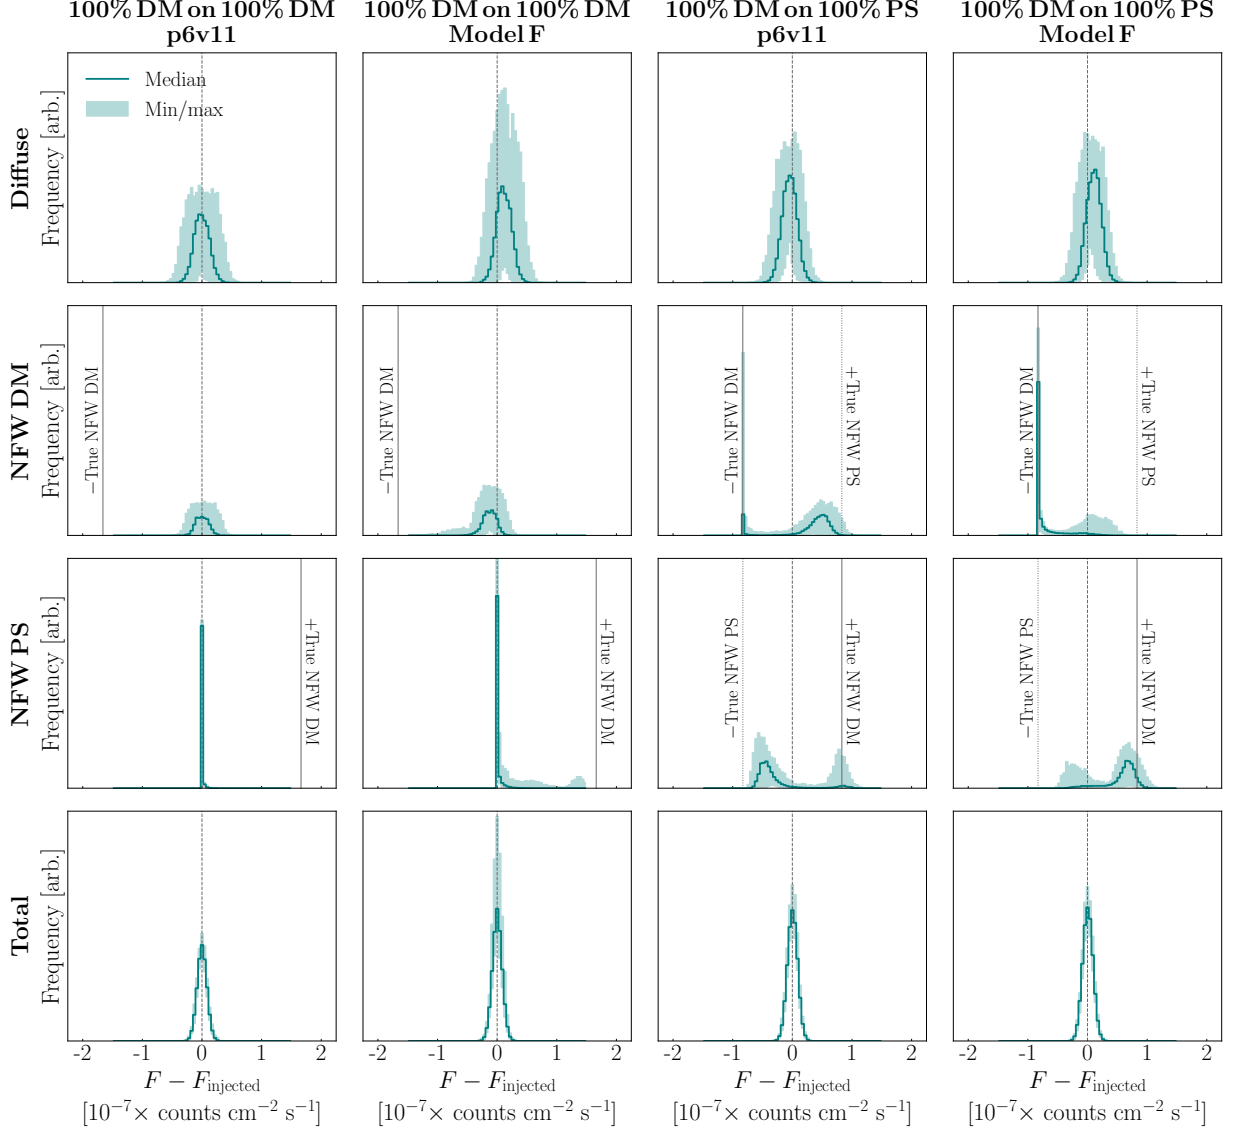 100% DM on 100% DM
p6v11
100% DM on 100% DM
Model F
100% DM on 100% PS
p6v11
100% DM on 100% PS
Model F
Diffuse
Frequency [arb.]
Median
Min/max
NFW DM
Frequency [arb.]
−True NFW DM
−True NFW DM
−True NFW DM
+True NFW PS
−True NFW DM
+True NFW PS
NFW PS
Frequency [arb.]
+True NFW DM
+True NFW DM
−True NFW PS
+True NFW DM
−True NFW PS
+True NFW DM
Total
Frequency [arb.]
-2 -1 0 1 2
-2 -1 0 1 2
-2 -1 0 1 2
-2 -1 0 1 2
F − F_injected
[10⁻⁷× counts cm⁻² s⁻¹]
F − F_injected
[10⁻⁷× counts cm⁻² s⁻¹]
F − F_injected
[10⁻⁷× counts cm⁻² s⁻¹]
F − F_injected
[10⁻⁷× counts cm⁻² s⁻¹]